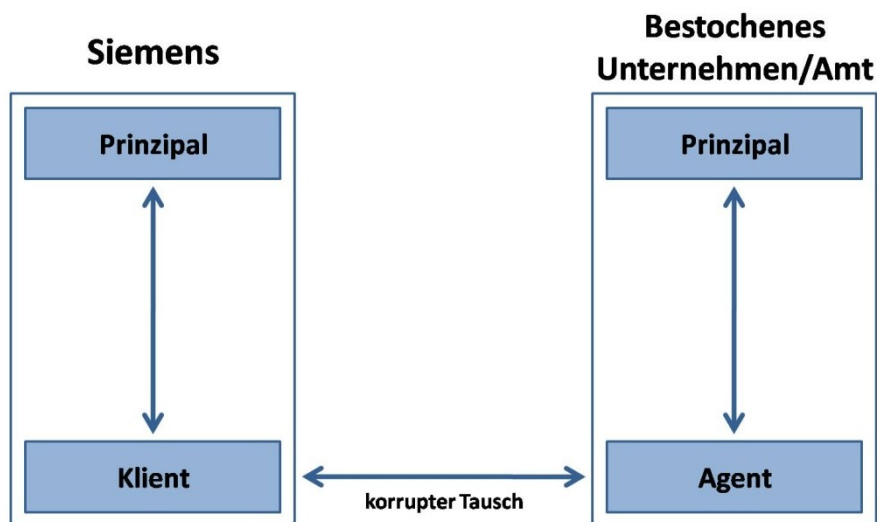 Siemens
Bestochenes
Unternehmen/Amt
Prinzipal
Prinzipal
Klient
Agent
korrupter Tausch